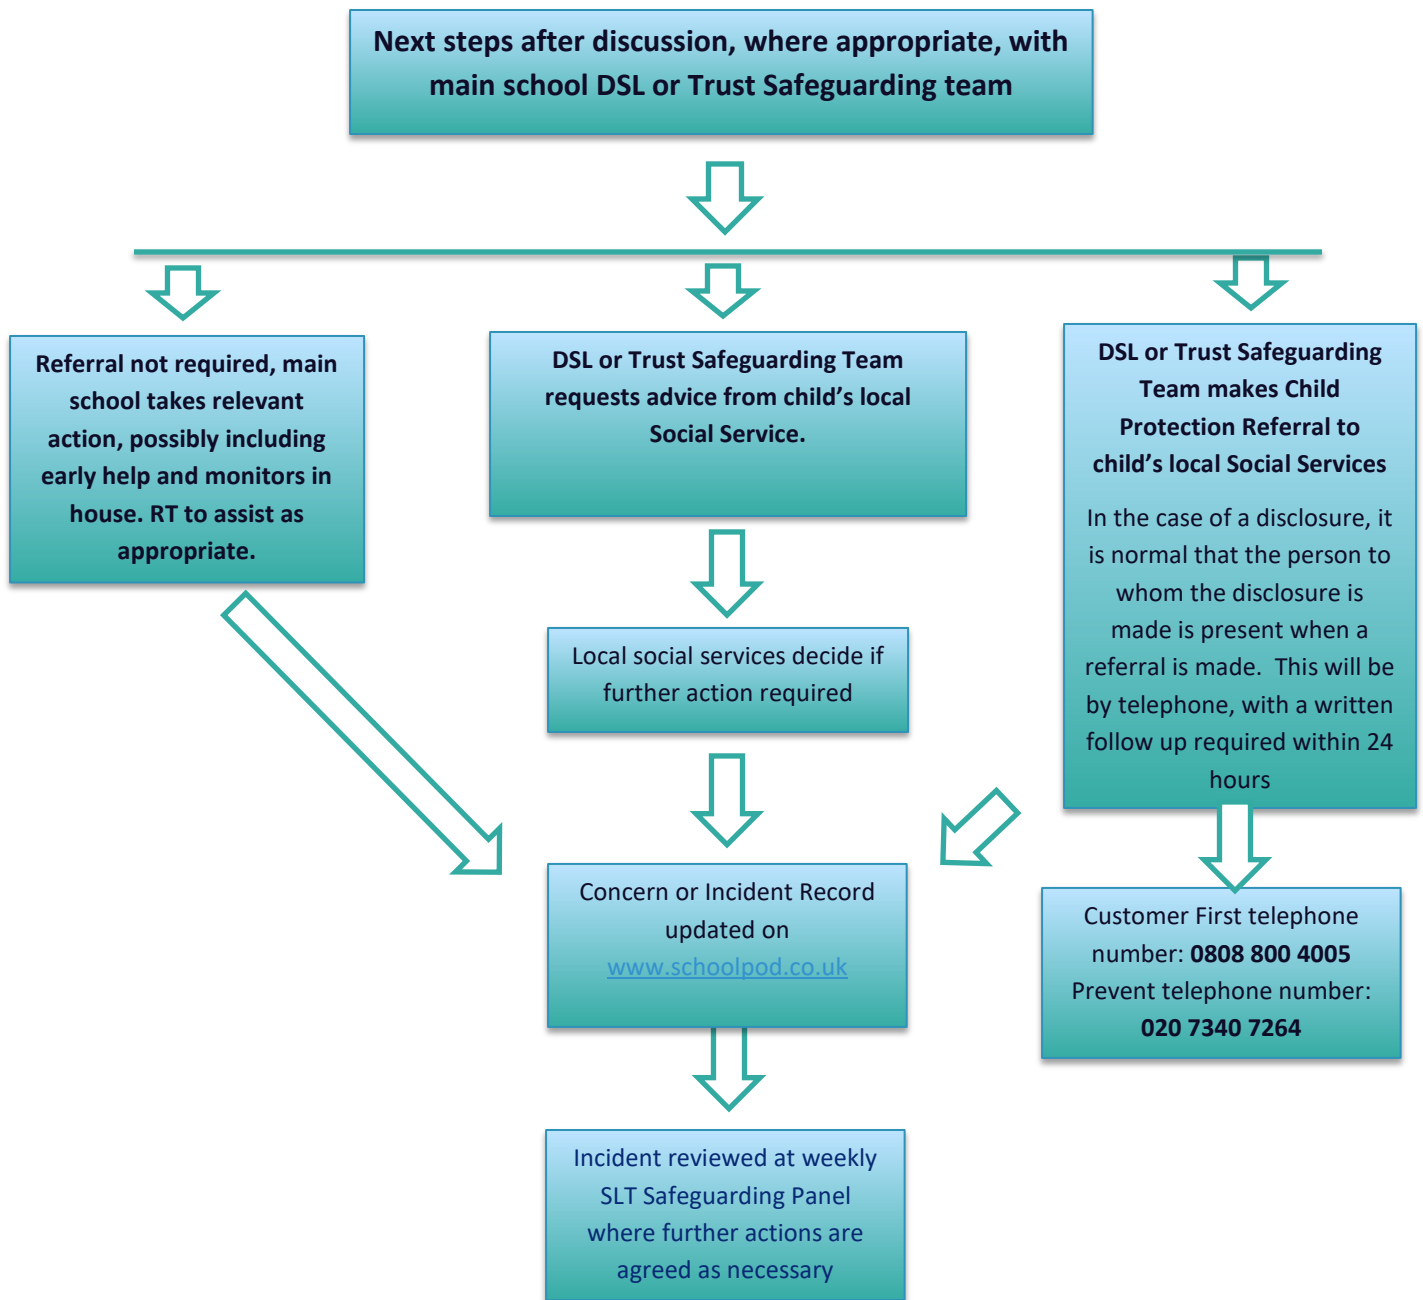 Next steps after discussion, where appropriate, with
main school DSL or Trust Safeguarding team
Referral not required, main
school takes relevant
action, possibly including
early help and monitors in
house. RT to assist as
appropriate.
DSL or Trust Safeguarding Team
requests advice from child’s local
Social Service.
DSL or Trust Safeguarding
Team makes Child
Protection Referral to
child’s local Social Services
In the case of a disclosure, it
is normal that the person to
whom the disclosure is
made is present when a
referral is made.  This will be
by telephone, with a written
follow up required within 24
hours
Local social services decide if
further action required
Concern or Incident Record
updated on
www.schoolpod.co.uk
Customer First telephone
number: 0808 800 4005
Prevent telephone number:
020 7340 7264
Incident reviewed at weekly
SLT Safeguarding Panel
where further actions are
agreed as necessary